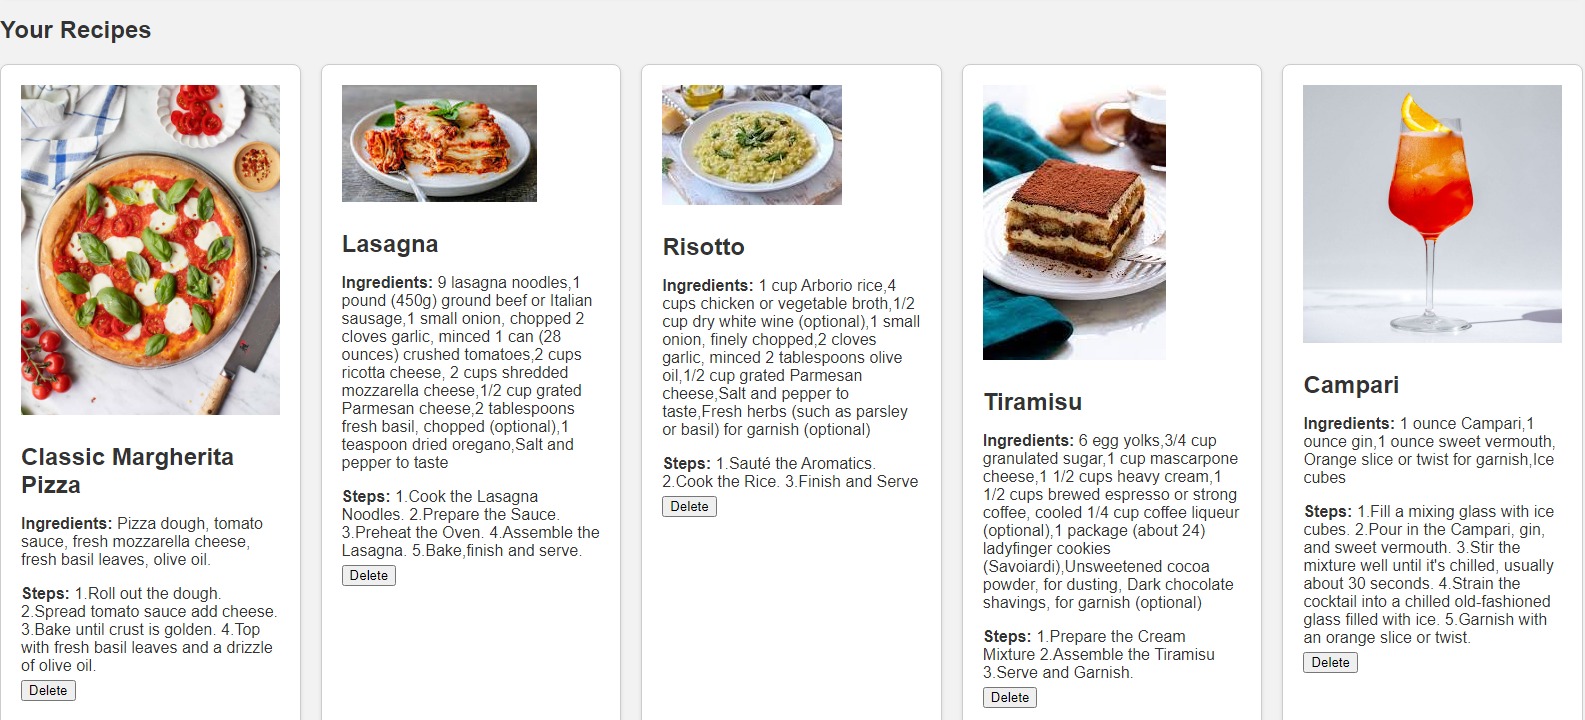 Your Recipes
Classic Margherita
Pizza
Ingredients: Pizza dough, tomato
sauce, fresh mozzarella cheese,
fresh basil leaves, olive oil.
Steps: 1.Roll out the dough.
2.Spread tomato sauce add cheese.
3.Bake until crust is golden. 4.Top
with fresh basil leaves and a drizzle
of olive oil.
Delete
Lasagna
Ingredients: 9 lasagna noodles,1
pound (450g) ground beef or Italian
sausage,1 small onion, chopped 2
cloves garlic, minced 1 can (28
ounces) crushed tomatoes,2 cups
ricotta cheese, 2 cups shredded
mozzarella cheese,1/2 cup grated
Parmesan cheese,2 tablespoons
fresh basil, chopped (optional),1
teaspoon dried oregano,Salt and
pepper to taste
Steps: 1.Cook the Lasagna
Noodles. 2.Prepare the Sauce.
3.Preheat the Oven. 4.Assemble the
Lasagna. 5.Bake,finish and serve.
Delete
Risotto
Ingredients: 1 cup Arborio rice,4
cups chicken or vegetable broth,1/2
cup dry white wine (optional),1 small
onion, finely chopped,2 cloves
garlic, minced 2 tablespoons olive
oil,1/2 cup grated Parmesan
cheese,Salt and pepper to
taste,Fresh herbs (such as parsley
or basil) for garnish (optional)
Steps: 1.Sauté the Aromatics.
2.Cook the Rice. 3.Finish and Serve
Delete
Tiramisu
Ingredients: 6 egg yolks,3/4 cup
granulated sugar,1 cup mascarpone
cheese,1 1/2 cups heavy cream,1
1/2 cups brewed espresso or strong
coffee, cooled 1/4 cup coffee liqueur
(optional),1 package (about 24)
ladyfinger cookies
(Savoiardi),Unsweetened cocoa
powder, for dusting, Dark chocolate
shavings, for garnish (optional)
Steps: 1.Prepare the Cream
Mixture 2.Assemble the Tiramisu
3.Serve and Garnish.
Delete
Campari
Ingredients: 1 ounce Campari,1
ounce gin,1 ounce sweet vermouth,
Orange slice or twist for garnish,Ice
cubes
Steps: 1.Fill a mixing glass with ice
cubes. 2.Pour in the Campari, gin,
and sweet vermouth. 3.Stir the
mixture well until it's chilled, usually
about 30 seconds. 4.Strain the
cocktail into a chilled old-fashioned
glass filled with ice. 5.Garnish with
an orange slice or twist.
Delete